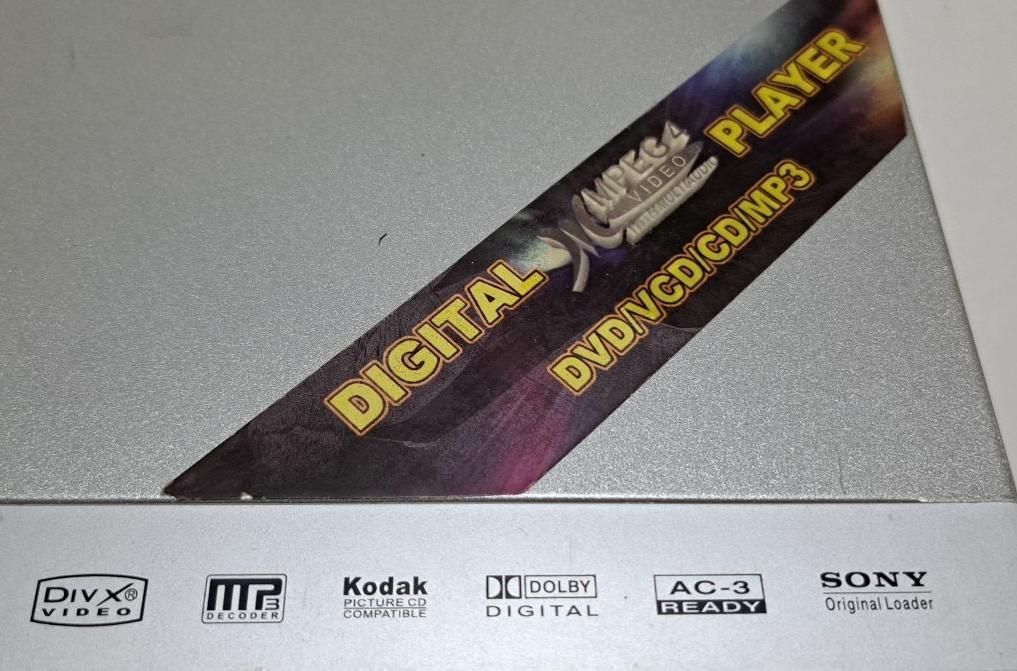 DIGITAL
MPEG4
VIDEO
PLAYER
DVD/VCD/CD/MP3
DivX®
VIDEO
MP3
DECODER
Kodak
PICTURE CD
COMPATIBLE
DOLBY
DIGITAL
AC-3
READY
SONY
Original Loader